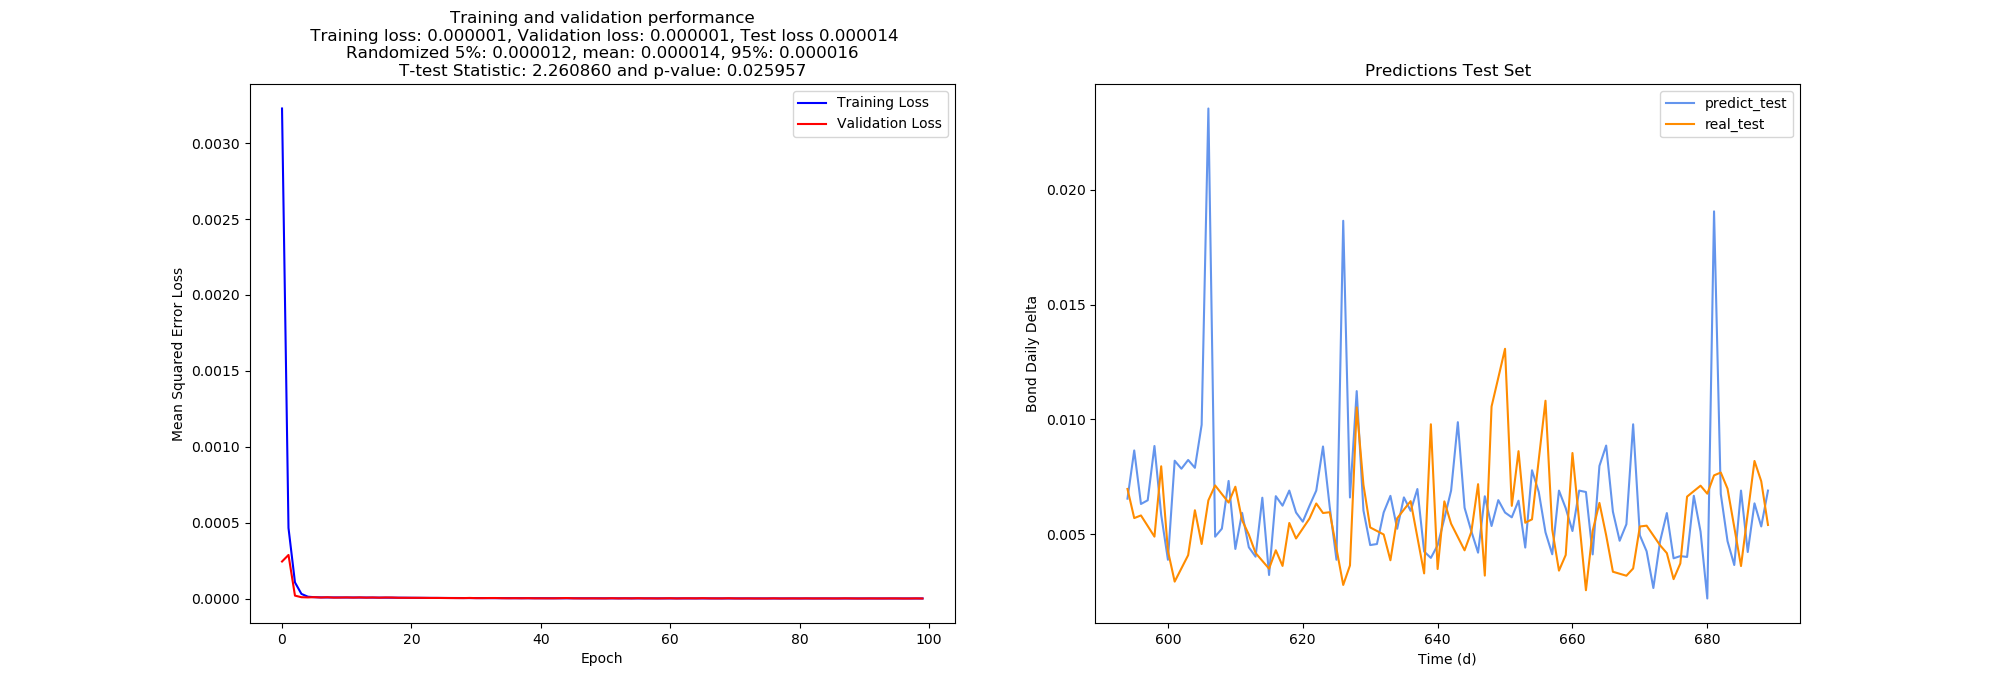 Training and validation performance
Training loss: 0.000001, Validation loss: 0.000001, Test loss 0.000014
Randomized 5%: 0.000012, mean: 0.000014, 95%: 0.000016
T-test Statistic: 2.260860 and p-value: 0.025957
Training Loss
Validation Loss
0.0030
0.0025
0.0020
0.0015
0.0010
0.0005
0.0000
Mean Squared Error Loss
0 20 40 60 80 100
Epoch
Predictions Test Set
predict_test
real_test
0.020
0.015
0.010
0.005
Bond Daily Delta
600 620 640 660 680
Time (d)